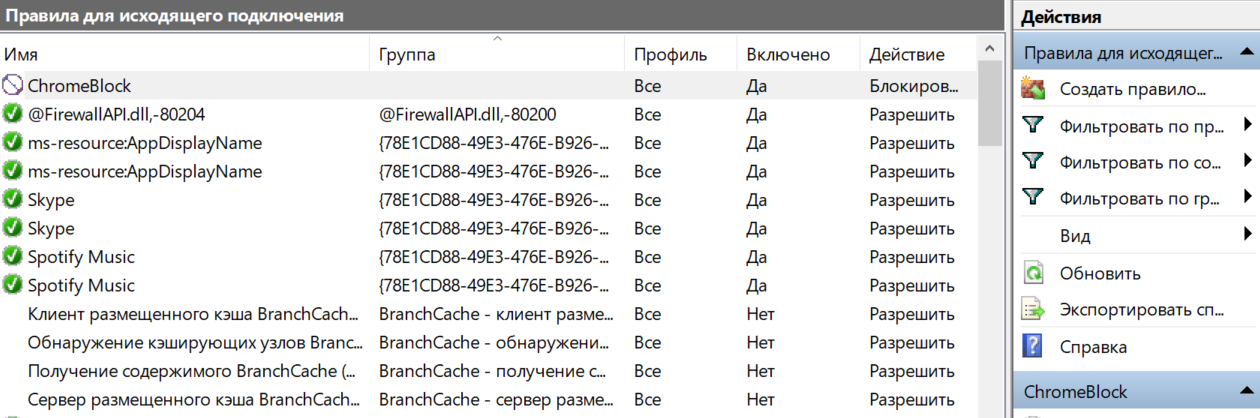 Правила для исходящего подключения
Имя Группа Профиль Включено Действие
ChromeBlock Все Да Блокиров...
@FirewallAPI.dll,-80204 @FirewallAPI.dll,-80200 Все Да Разрешить
ms-resource:AppDisplayName {78E1CD88-49E3-476E-B926-... Все Да Разрешить
ms-resource:AppDisplayName {78E1CD88-49E3-476E-B926-... Все Да Разрешить
Skype {78E1CD88-49E3-476E-B926-... Все Да Разрешить
Skype {78E1CD88-49E3-476E-B926-... Все Да Разрешить
Spotify Music {78E1CD88-49E3-476E-B926-... Все Да Разрешить
Spotify Music {78E1CD88-49E3-476E-B926-... Все Да Разрешить
Клиент размещенного кэша BranchCach... BranchCache - клиент разме... Все Нет Разрешить
Обнаружение кэширующих узлов Branc... BranchCache - обнаружени... Все Нет Разрешить
Получение содержимого BranchCache (... BranchCache - получение с... Все Нет Разрешить
Сервер размещенного кэша BranchCach... BranchCache - сервер разме... Все Нет Разрешить
Действия
Правила для исходящег...
Создать правило...
Фильтровать по пр...
Фильтровать по со...
Фильтровать по гр...
Вид
Обновить
Экспортировать сп...
Справка
ChromeBlock